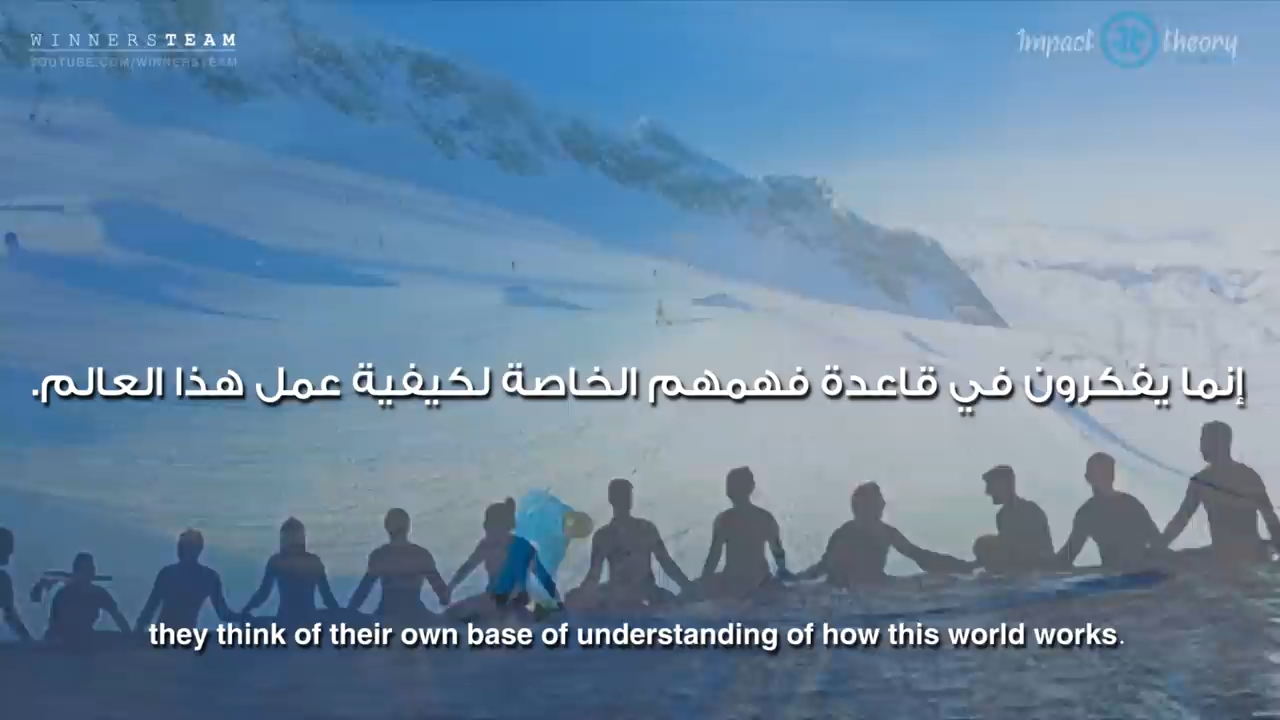 WINNERSTEAM
YOUTUBE.COM/WINNERSTEAM
Impact it theory
إنما يفكرون في قاعدة فهمهم الخاصة لكيفية عمل هذا العالم.
they think of their own base of understanding of how this world works.